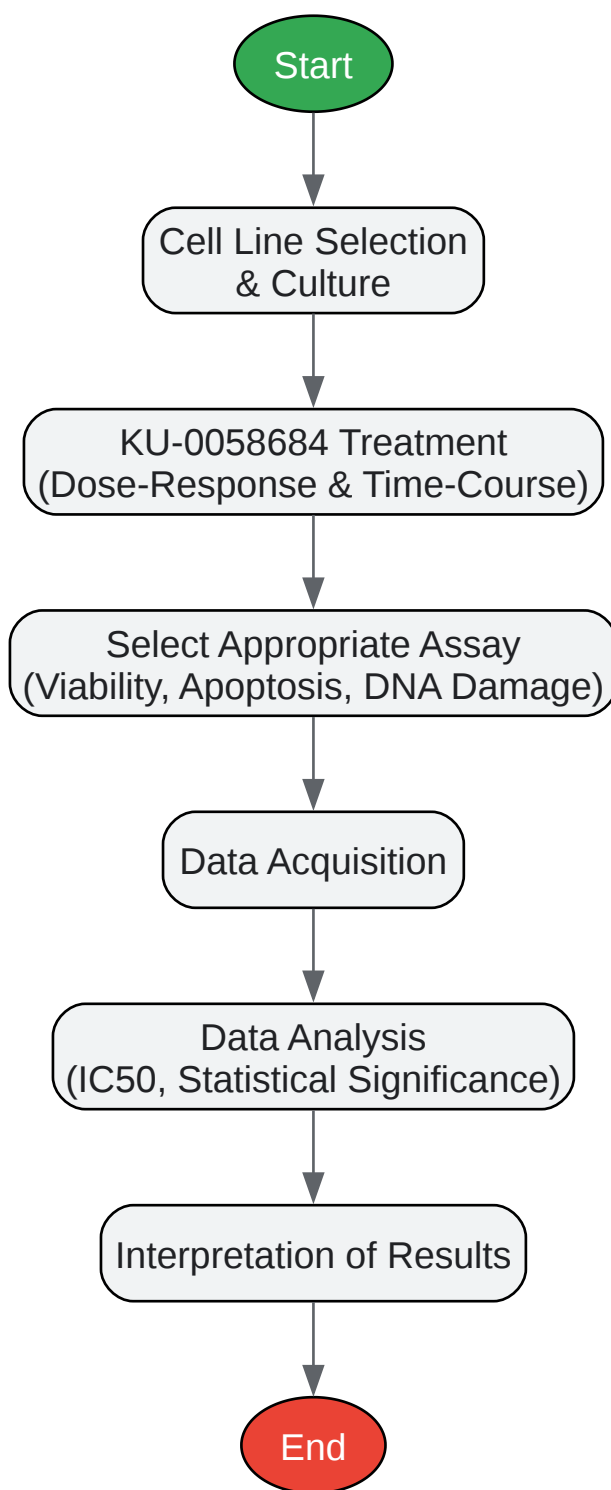 Start
Cell Line Selection
& Culture
KU-0058684 Treatment
(Dose-Response & Time-Course)
Select Appropriate Assay
(Viability, Apoptosis, DNA Damage)
Data Acquisition
Data Analysis
(IC50, Statistical Significance)
Interpretation of Results
End